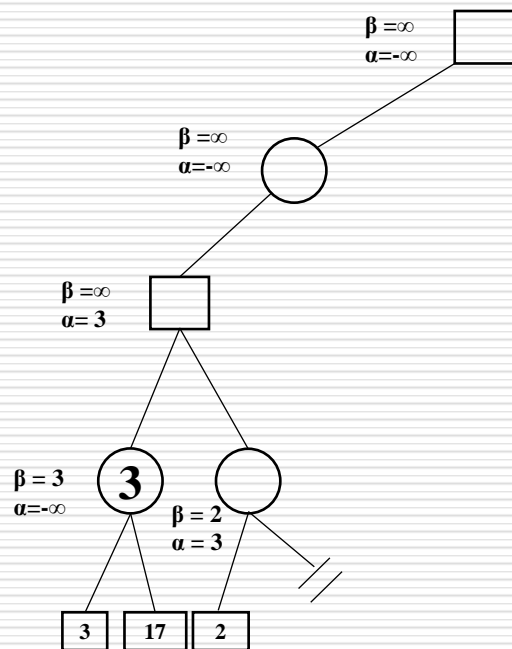 β =∞
α=-∞
β =∞
α=-∞
β =∞
α= 3
β = 3
α=-∞
3
β = 2
α = 3
3
17
2